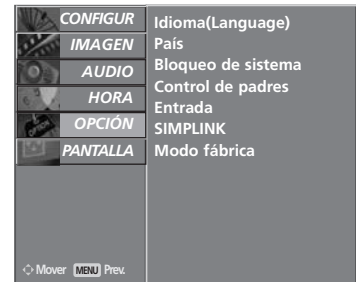 CONFIGUR
IMAGEN
AUDIO
HORA
OPCIÓN
PANTALLA
Idioma(Language)
País
Bloqueo de sistema
Control de padres
Entrada
SIMPLINK
Modo fábrica
Mover MENU Prev.